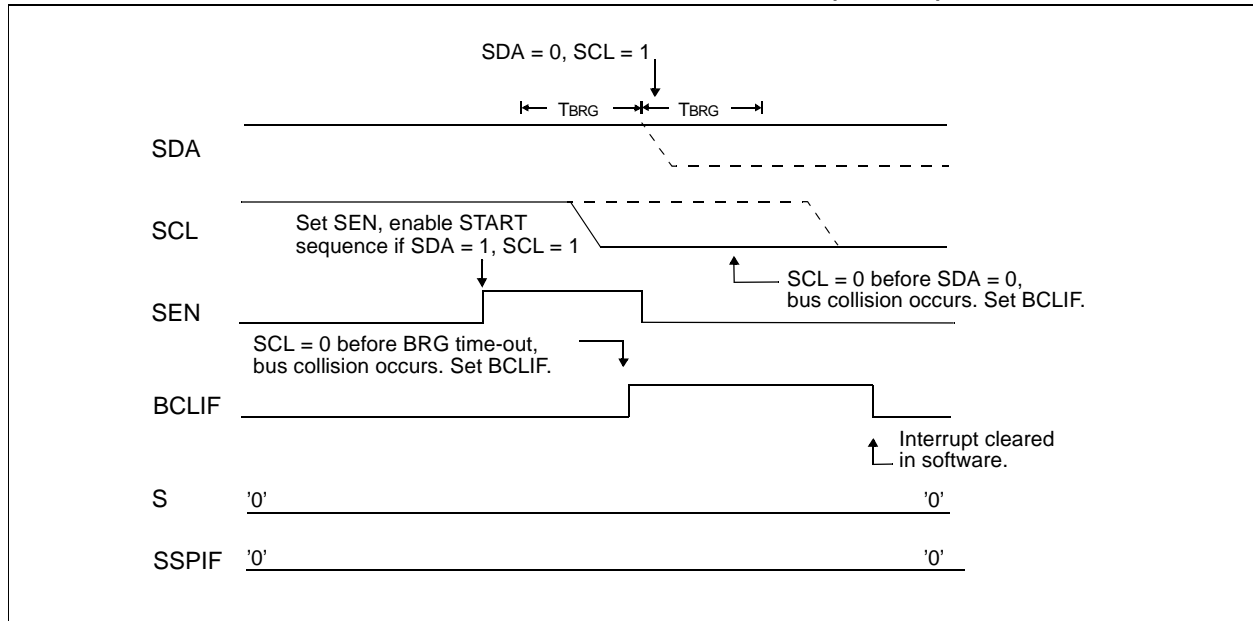 SDA = 0, SCL = 1
TBRG TBRG
SDA
SCL
Set SEN, enable START
sequence if SDA = 1, SCL = 1
SCL = 0 before SDA = 0,
bus collision occurs. Set BCLIF.
SEN
SCL = 0 before BRG time-out,
bus collision occurs. Set BCLIF.
BCLIF
Interrupt cleared
in software.
S '0' '0'
SSPIF '0' '0'